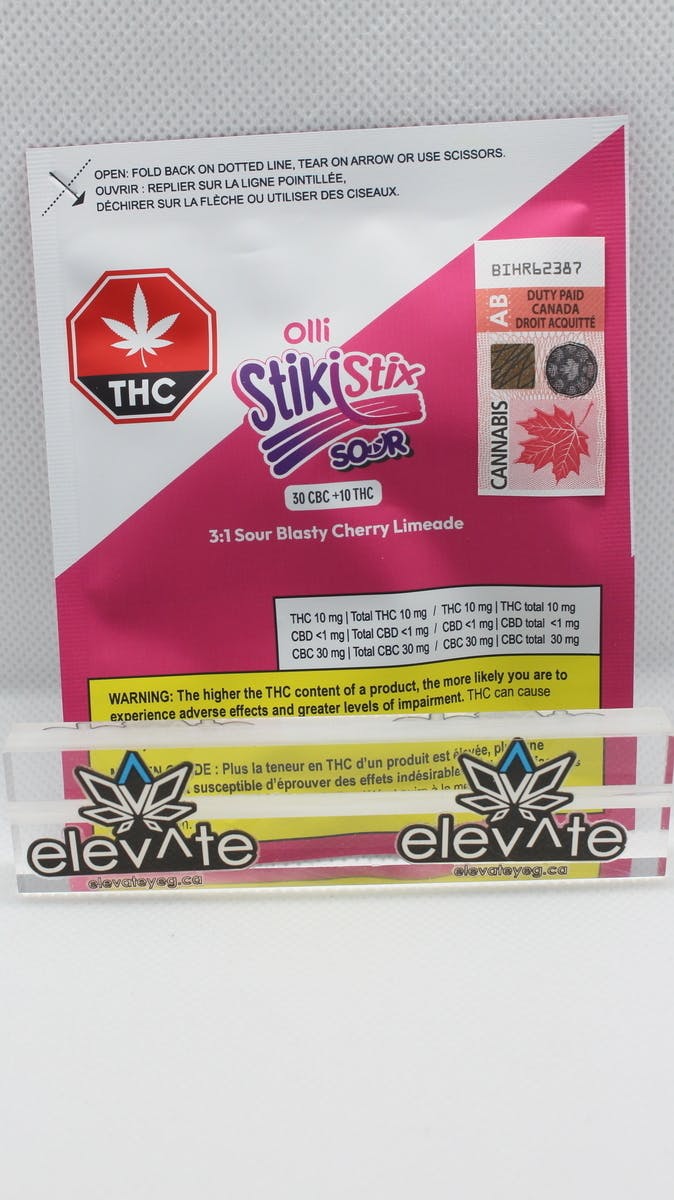 OPEN: FOLD BACK ON DOTTED LINE, TEAR ON ARROW OR USE SCISSORS.
OUVRIR : REPLIER SUR LA LIGNE POINTILLÉE,
DÉCHIRER SUR LA FLÈCHE OU UTILISER DES CISEAUX.
BIHR62387
AB
DUTY PAID
CANADA
DROIT ACQUITTÉ
CANNABIS
THC
Olli
StikiStix
SOUR
30 CBC +10 THC
3:1 Sour Blasty Cherry Limeade
THC 10 mg | Total THC 10 mg / THC 10 mg | THC total 10 mg
CBD <1 mg | Total CBD <1 mg / CBD <1 mg | CBD total <1 mg
CBC 30 mg | Total CBC 30 mg / CBC 30 mg | CBC total 30 mg
WARNING: The higher the THC content of a product, the more likely you are to
experience adverse effects and greater levels of impairment. THC can cause
DE : Plus la teneur en THC d'un produit est
susceptible d'éprouver des effets
elevΛte
elevateyeg.ca
elevΛte
elevateyeg.ca